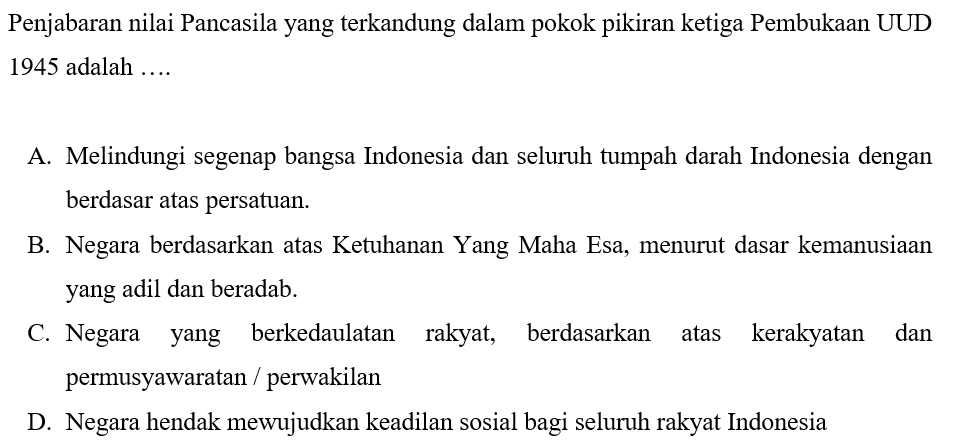 Penjabaran nilai Pancasila yang terkandung dalam pokok pikiran ketiga Pembukaan UUD
1945 adalah ….
A. Melindungi segenap bangsa Indonesia dan seluruh tumpah darah Indonesia dengan
berdasar atas persatuan.
B. Negara berdasarkan atas Ketuhanan Yang Maha Esa, menurut dasar kemanusiaan
yang adil dan beradab.
C. Negara yang berkedaulatan rakyat, berdasarkan atas kerakyatan dan
permusyawaratan / perwakilan
D. Negara hendak mewujudkan keadilan sosial bagi seluruh rakyat Indonesia